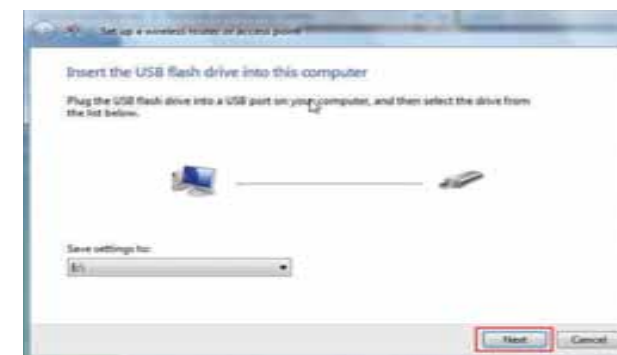 Set up a wireless router or access point
Insert the USB flash drive into this computer
Plug the USB flash drive into a USB port on your computer, and then select the drive from
the list below.
Save settings to:
Next Cancel